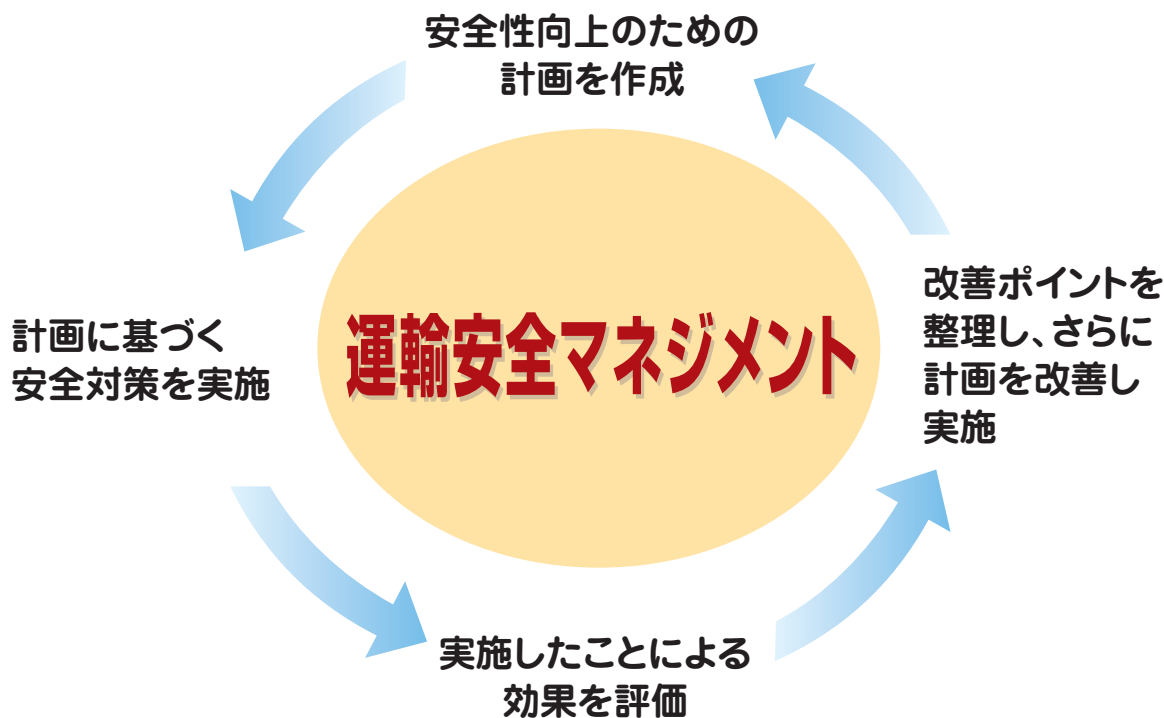 安全性向上のための
計画を作成
計画に基づく
安全対策を実施
運輸安全マネジメント
改善ポイントを
整理し、さらに
計画を改善し
実施
実施したことによる
効果を評価